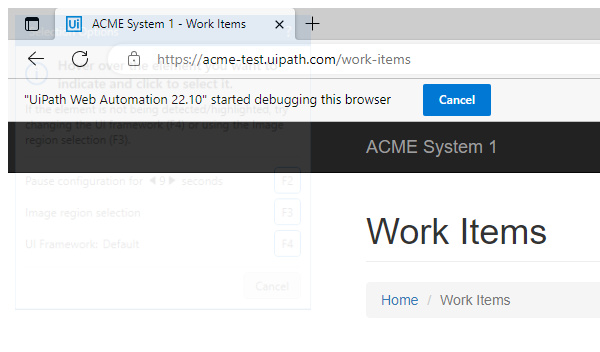 Ui ACME System 1 - Work Items
Selection Options ?
https://acme-test.uipath.com/work-items
Hover over the element you want to
indicate and click to select it.
"UiPath Web Automation 22.10" started debugging this browser Cancel
If the element is not being detected/highlighted, try
changing the UI framework (F4) or using the Image
region selection (F3).
ACME System 1
Pause configuration for 9 seconds F2
Image region selection F3
UI Framework: Default F4
Cancel
Work Items
Home / Work Items